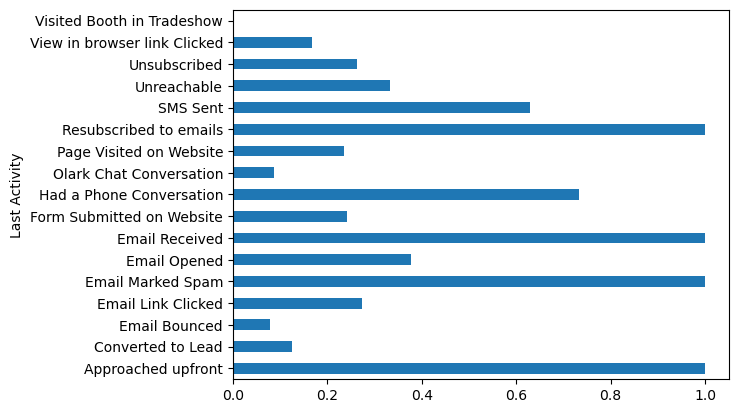 Visited Booth in Tradeshow
View in browser link Clicked
Unsubscribed
Unreachable
SMS Sent
Resubscribed to emails
Page Visited on Website
Olark Chat Conversation
Had a Phone Conversation
Form Submitted on Website
Email Received
Email Opened
Email Marked Spam
Email Link Clicked
Email Bounced
Converted to Lead
Approached upfront
Last Activity
0.0 0.2 0.4 0.6 0.8 1.0